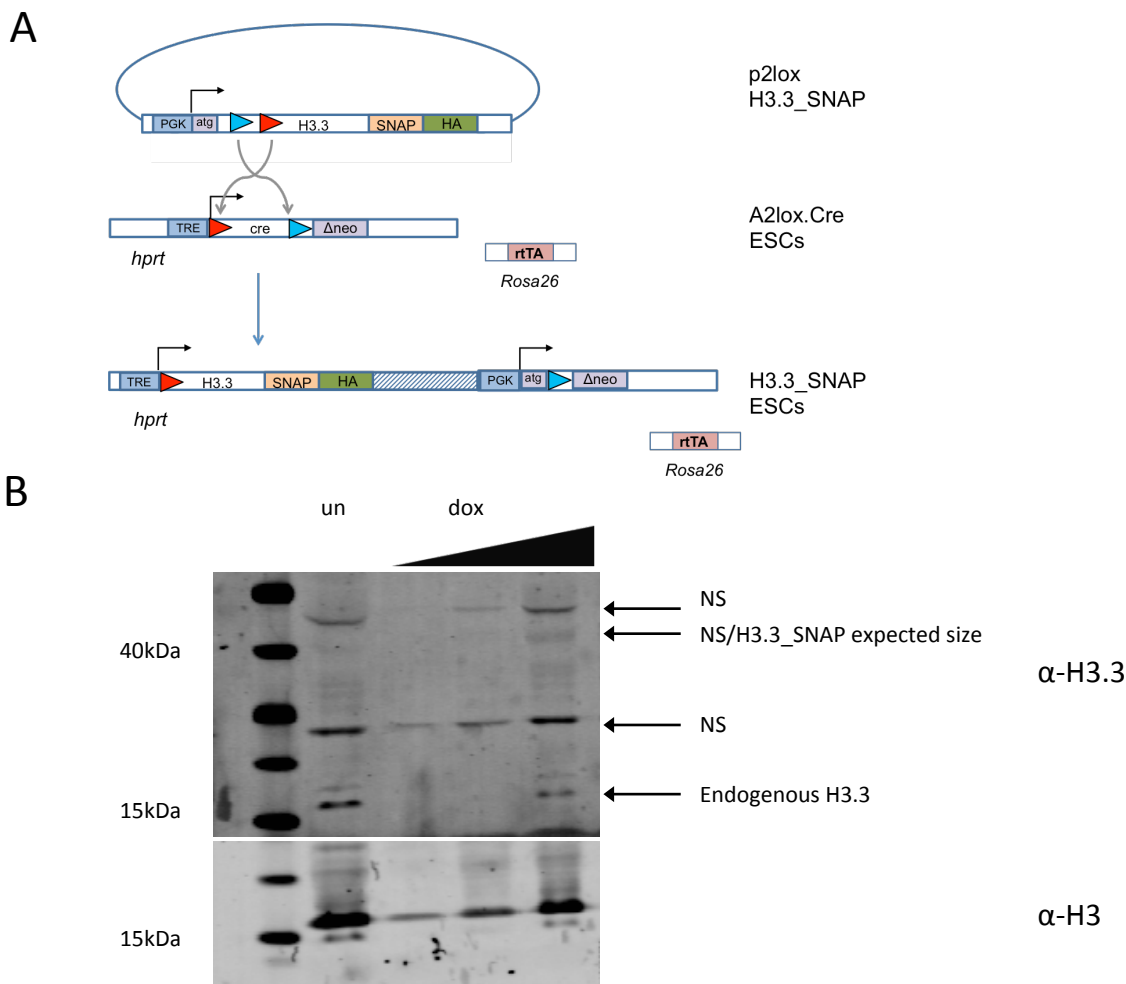 A
p2lox
H3.3_SNAP
PGK atg H3.3 SNAP HA
A2lox.Cre
ESCs
TRE cre Δneo
hprt
rtTA
Rosa26
TRE H3.3 SNAP HA PGK atg Δneo
H3.3_SNAP
ESCs
hprt
rtTA
Rosa26
B
un dox
NS
NS/H3.3_SNAP expected size
40kDa
α-H3.3
NS
Endogenous H3.3
15kDa
α-H3
15kDa